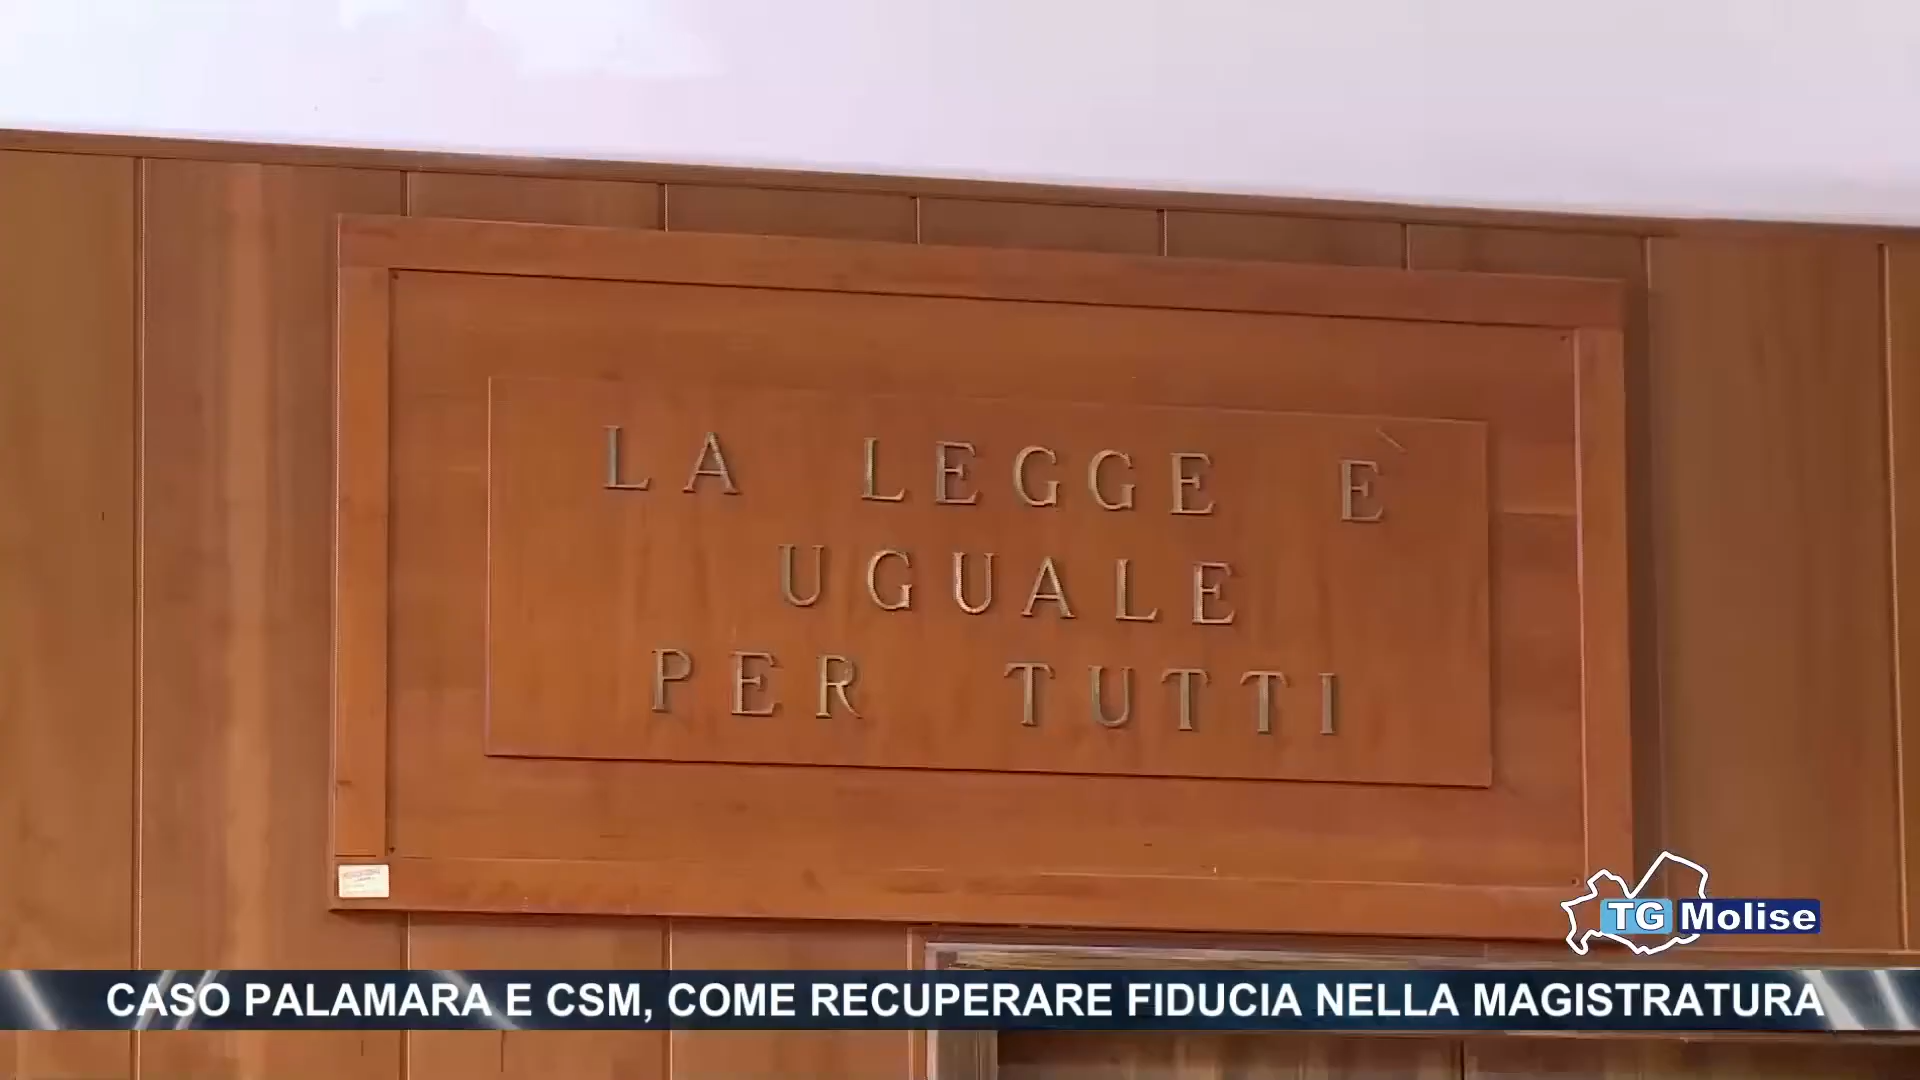 LA LEGGE È
UGUALE
PER TUTTI
TG Molise
CASO PALAMARA E CSM, COME RECUPERARE FIDUCIA NELLA MAGISTRATURA